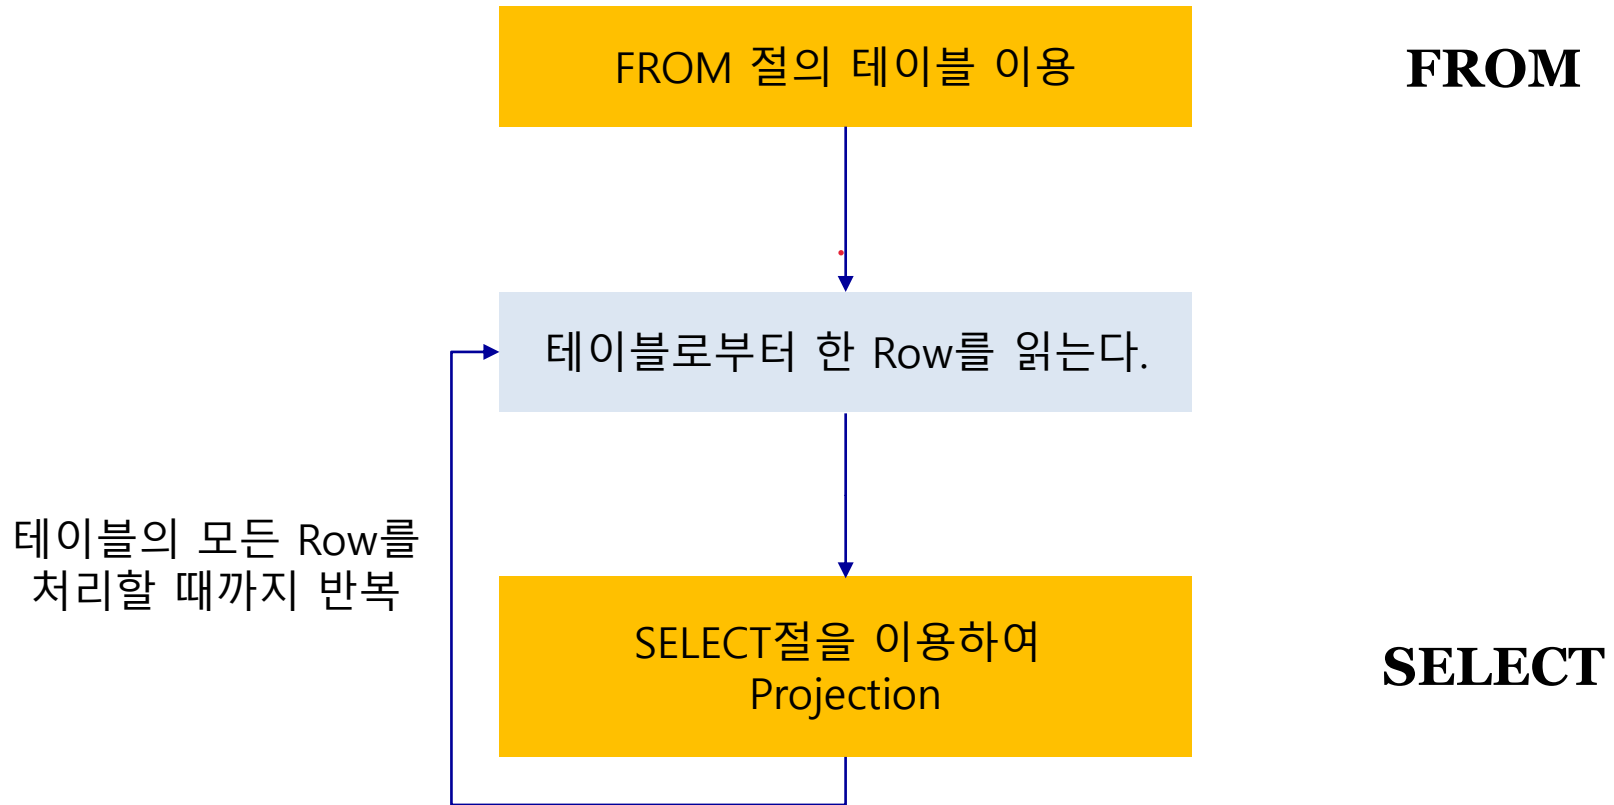 FROM 절의 테이블 이용
FROM
테이블로부터 한 Row를 읽는다.
테이블의 모든 Row를
처리할 때까지 반복
SELECT절을 이용하여
Projection
SELECT